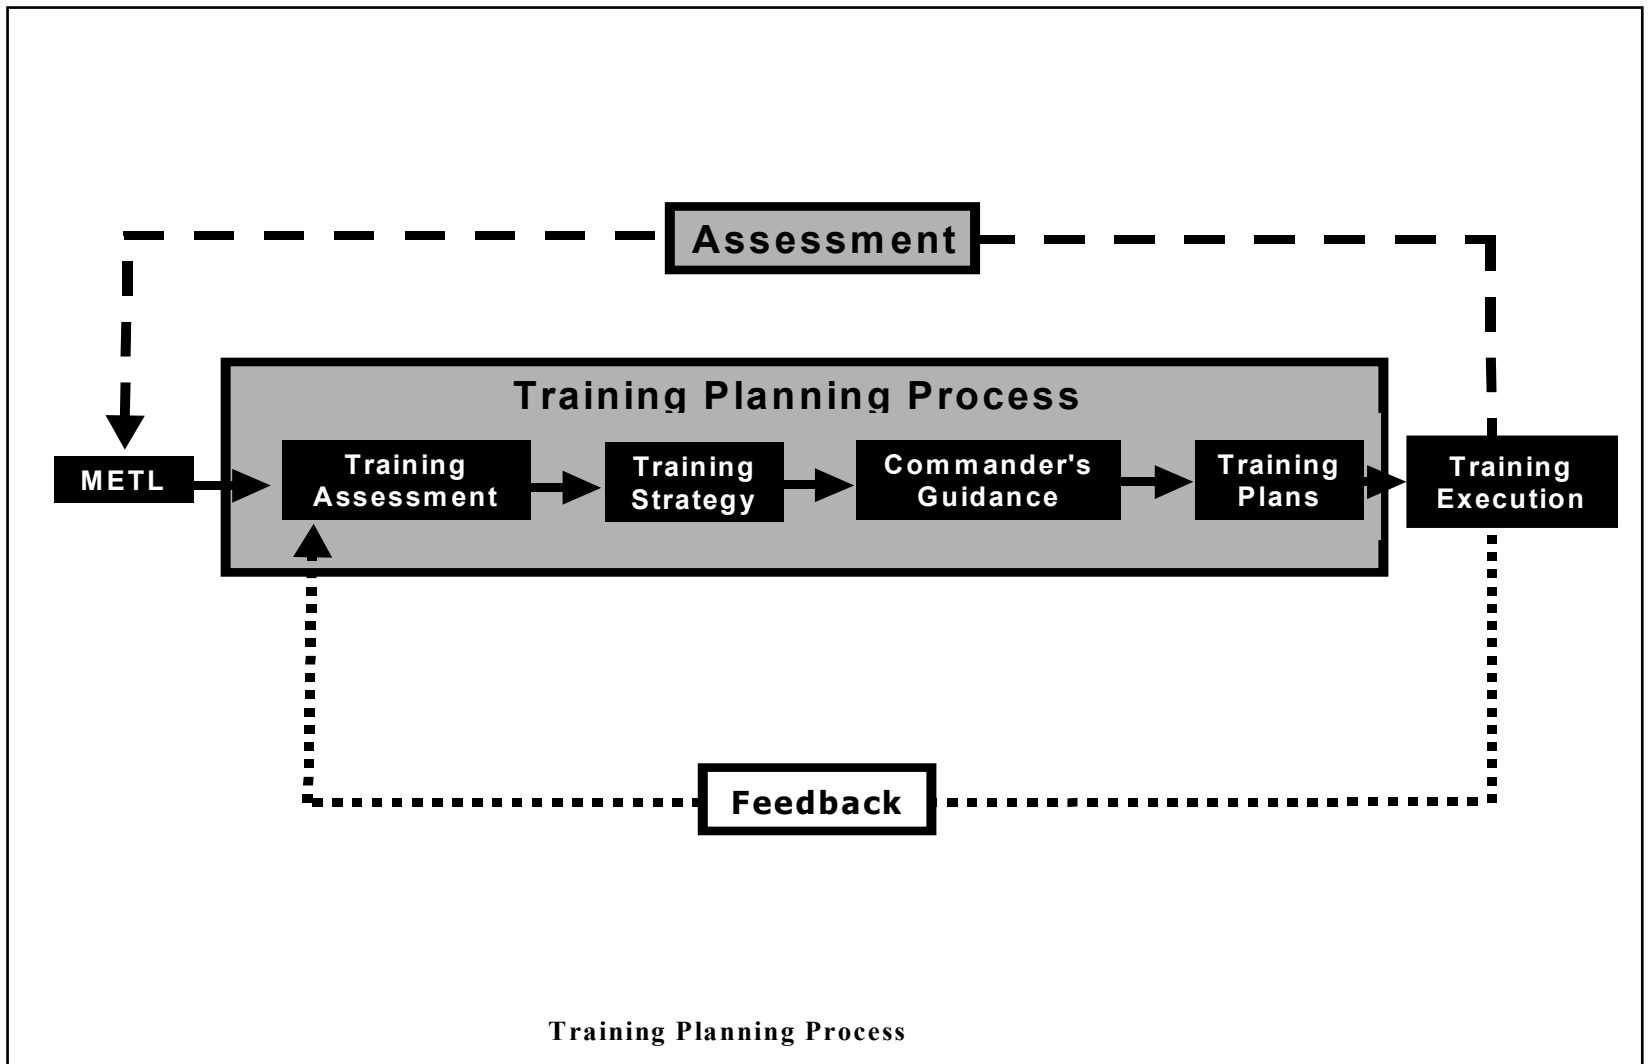 Assessment
Training Planning Process
METL
Training
Assessment
Training
Strategy
Commander's
Guidance
Training
Plans
Training
Execution
Feedback
Training Planning Process